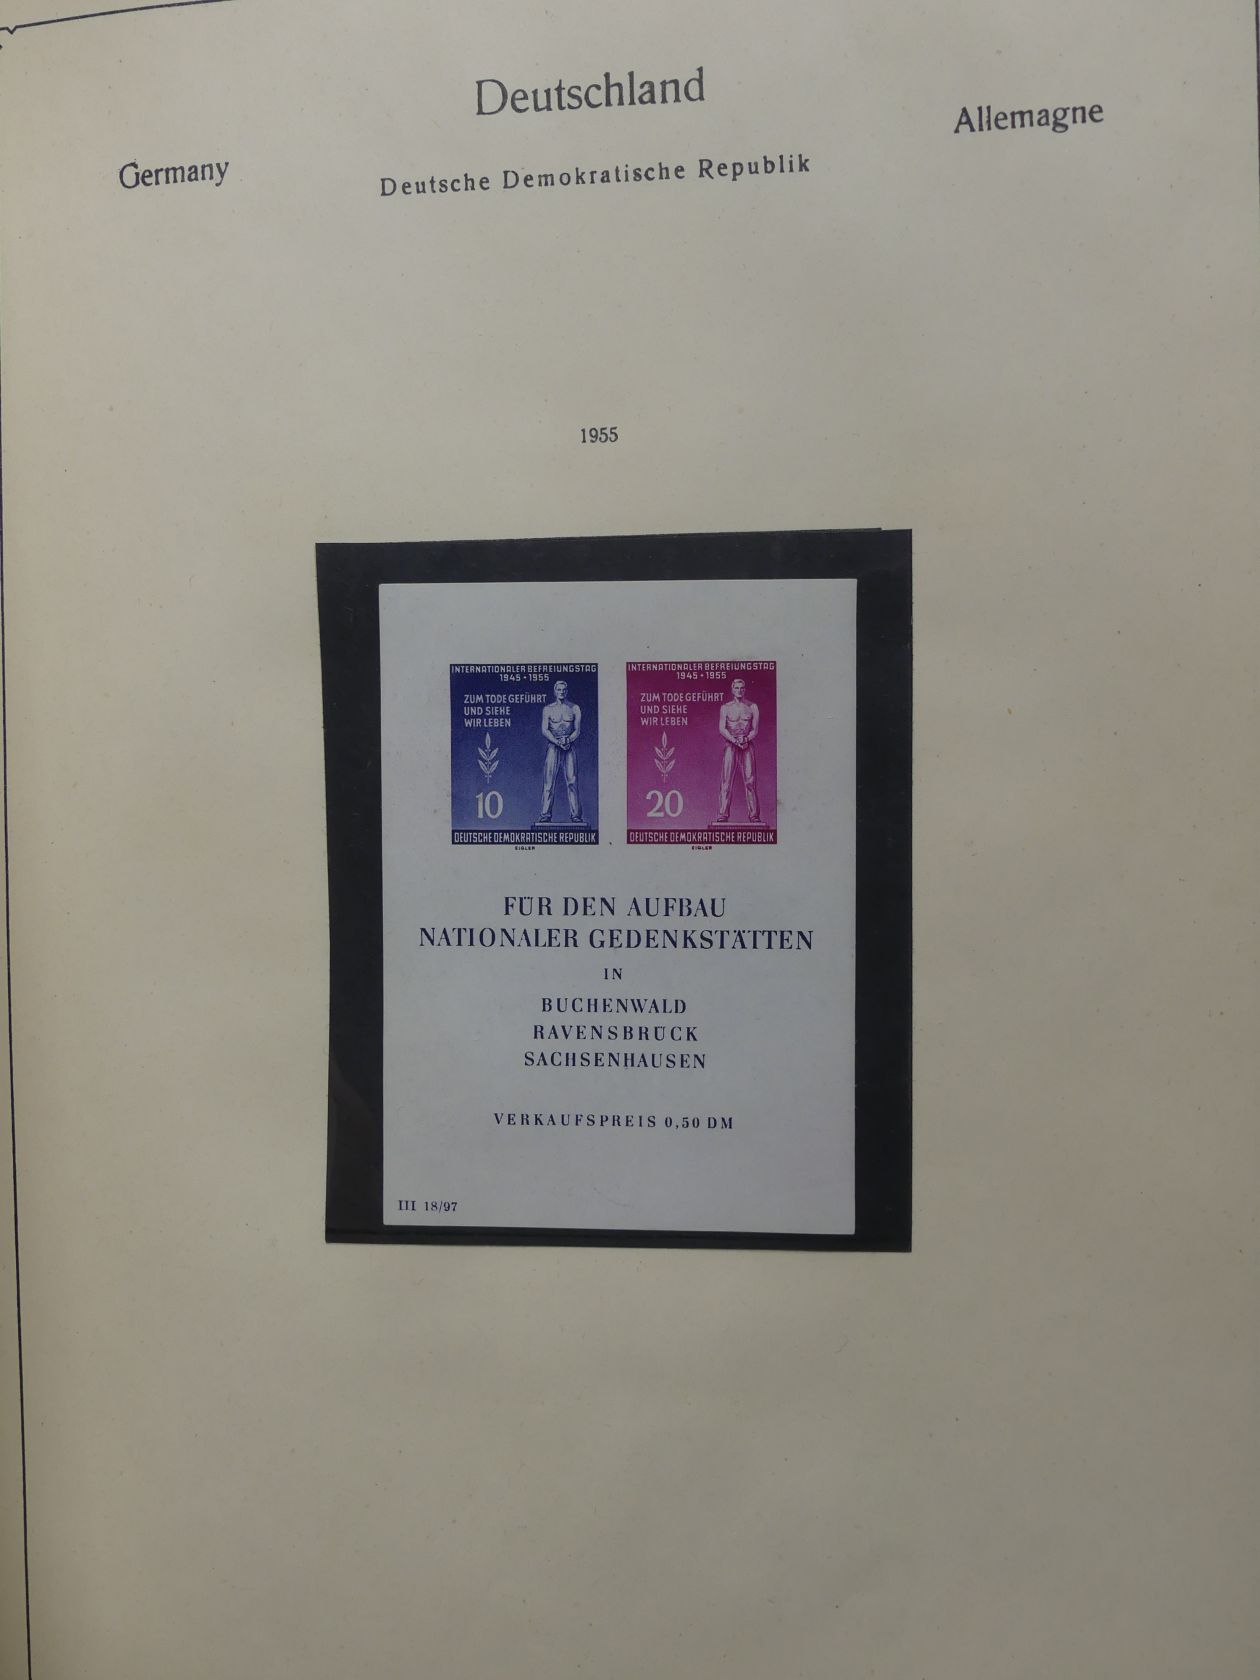 Deutschland
Germany
Allemagne
Deutsche Demokratische Republik
1955
INTERNATIONALER BEFREIUNGSTAG
1945 • 1955
ZUM TODE GEFÜHRT
UND SIEHE
WIR LEBEN
10
DEUTSCHE DEMOKRATISCHE REPUBLIK
EIGLER
INTERNATIONALER BEFREIUNGSTAG
1945 • 1955
ZUM TODE GEFÜHRT
UND SIEHE
WIR LEBEN
20
DEUTSCHE DEMOKRATISCHE REPUBLIK
EIGLER
FÜR DEN AUFBAU
NATIONALER GEDENKSTÄTTEN
IN
BUCHENWALD
RAVENSBRÜCK
SACHSENHAUSEN
VERKAUFSPREIS 0,50 DM
III 18/97